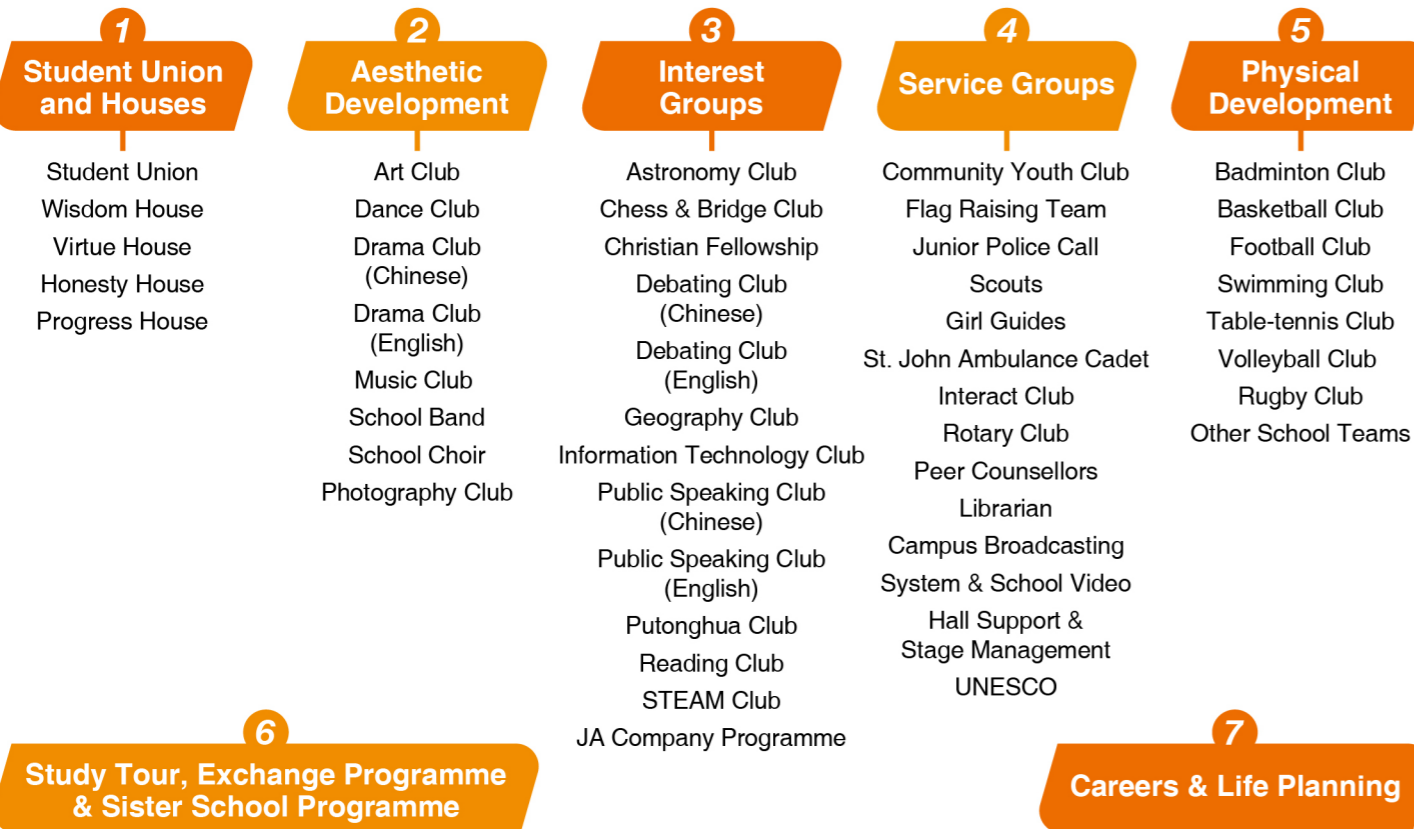 1
Student Union
and Houses
Student Union
Wisdom House
Virtue House
Honesty House
Progress House
2
Aesthetic
Development
Art Club
Dance Club
Drama Club
(Chinese)
Drama Club
(English)
Music Club
School Band
School Choir
Photography Club
3
Interest
Groups
Astronomy Club
Chess & Bridge Club
Christian Fellowship
Debating Club
(Chinese)
Debating Club
(English)
Geography Club
Information Technology Club
Public Speaking Club
(Chinese)
Public Speaking Club
(English)
Putonghua Club
Reading Club
STEAM Club
JA Company Programme
4
Service Groups
Community Youth Club
Flag Raising Team
Junior Police Call
Scouts
Girl Guides
St. John Ambulance Cadet
Interact Club
Rotary Club
Peer Counsellors
Librarian
Campus Broadcasting
System & School Video
Hall Support &
Stage Management
UNESCO
5
Physical
Development
Badminton Club
Basketball Club
Football Club
Swimming Club
Table-tennis Club
Volleyball Club
Rugby Club
Other School Teams
6
Study Tour, Exchange Programme
& Sister School Programme
7
Careers & Life Planning